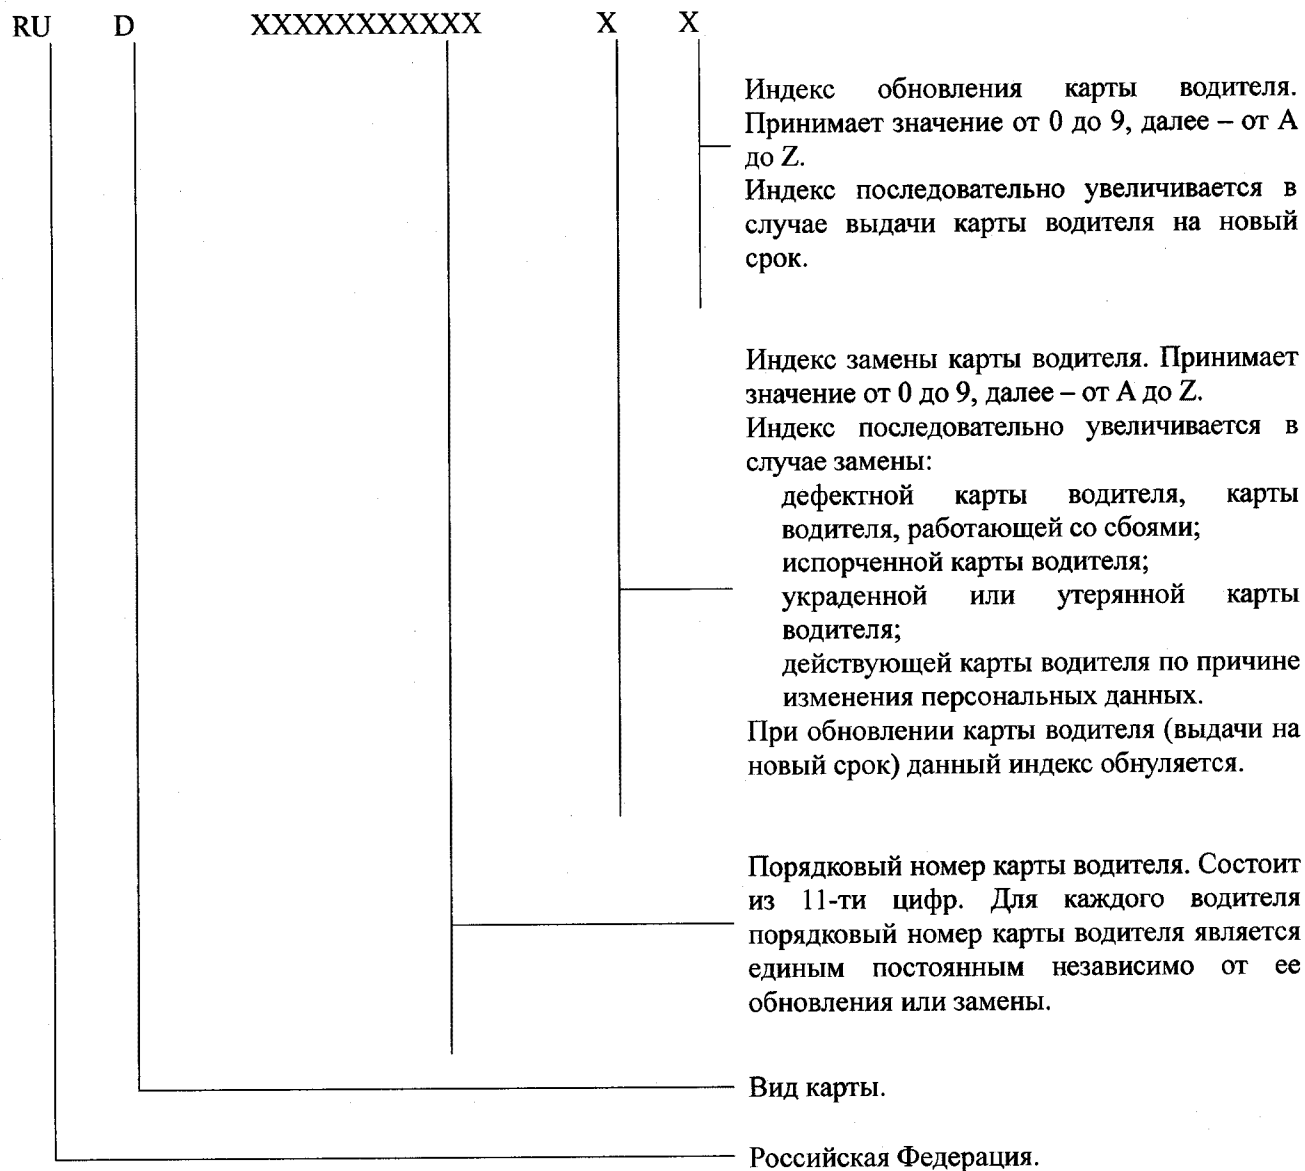 RU D XXXXXXXXXXX X X
Индекс обновления карты водителя.
Принимает значение от 0 до 9, далее – от A
до Z.
Индекс последовательно увеличивается в
случае выдачи карты водителя на новый
срок.
Индекс замены карты водителя. Принимает
значение от 0 до 9, далее – от A до Z.
Индекс последовательно увеличивается в
случае замены:
дефектной карты водителя, карты
водителя, работающей со сбоями;
испорченной карты водителя;
украденной или утерянной карты
водителя;
действующей карты водителя по причине
изменения персональных данных.
При обновлении карты водителя (выдачи на
новый срок) данный индекс обнуляется.
Порядковый номер карты водителя. Состоит
из 11-ти цифр. Для каждого водителя
порядковый номер карты водителя является
единым постоянным независимо от ее
обновления или замены.
Вид карты.
Российская Федерация.